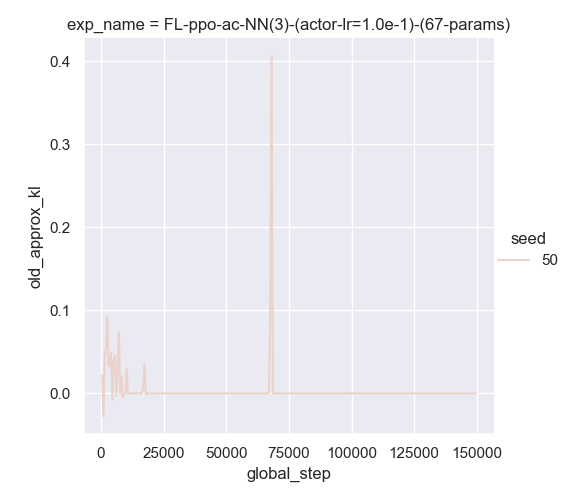 exp_name = FL-ppo-ac-NN(3)-(actor-lr=1.0e-1)-(67-params)
0.4
0.3
0.2
0.1
0.0
old_approx_kl
0 25000 50000 75000 100000 125000 150000
global_step
seed
50